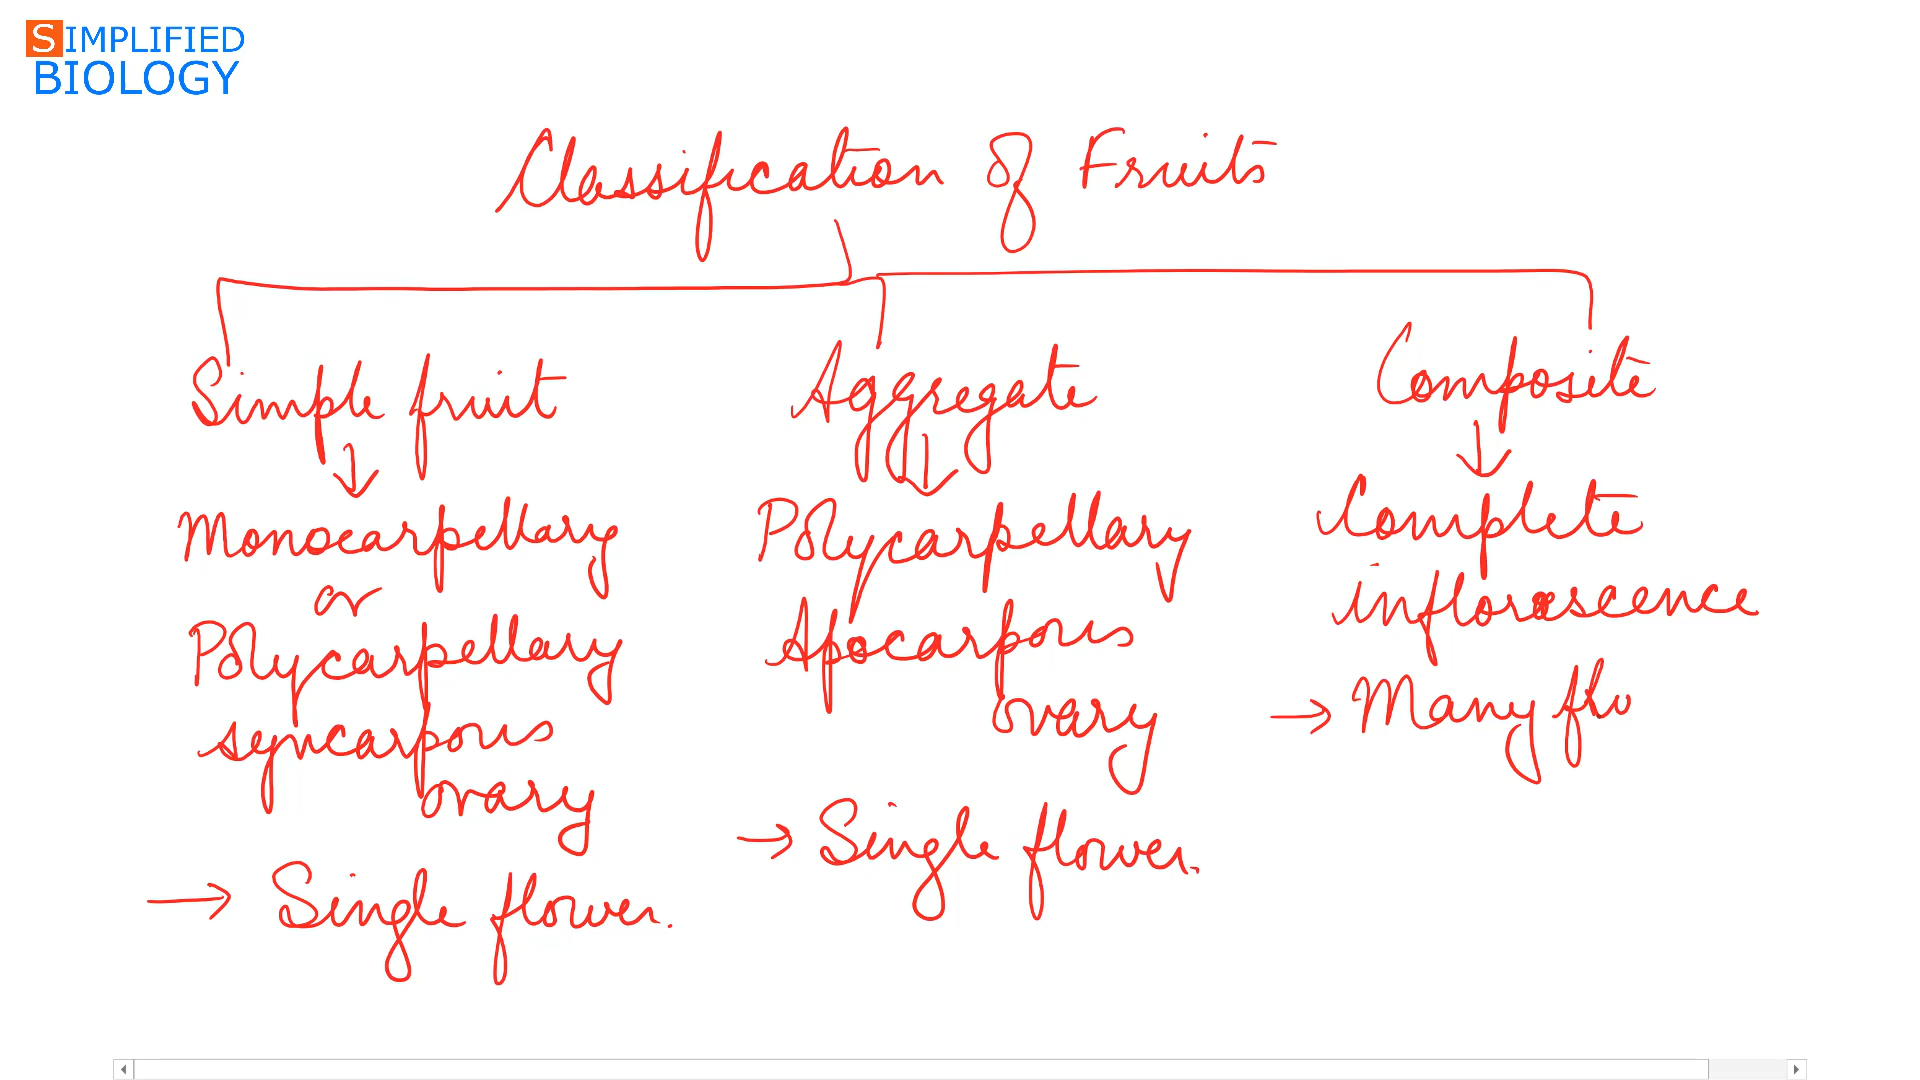 SIMPLIFIED
BIOLOGY
Classification of Fruits
Simple fruit
Monocarpellary
or
Polycarpellary
syncarpous
ovary
→ Single flower.
Aggregate
Polycarpellary
Apocarpous
ovary
→ Single flower.
Composite
Complete
inflorescence
→ Many flo